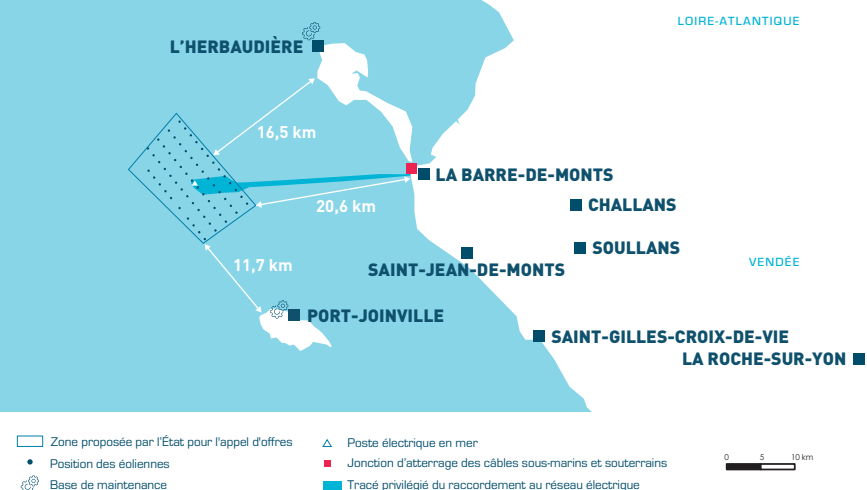 LOIRE-ATLANTIQUE
L'HERBAUDIÈRE
16,5 km
LA BARRE-DE-MONTS
20,6 km
CHALLANS
SOULLANS
11,7 km
SAINT-JEAN-DE-MONTS
VENDÉE
PORT-JOINVILLE
SAINT-GILLES-CROIX-DE-VIE
LA ROCHE-SUR-YON
Zone proposée par l'État pour l'appel d'offres
Position des éoliennes
Base de maintenance
Poste électrique en mer
Jonction d'atterrage des câbles sous-marins et souterrains
Tracé privilégié du raccordement au réseau électrique
0 5 10 km